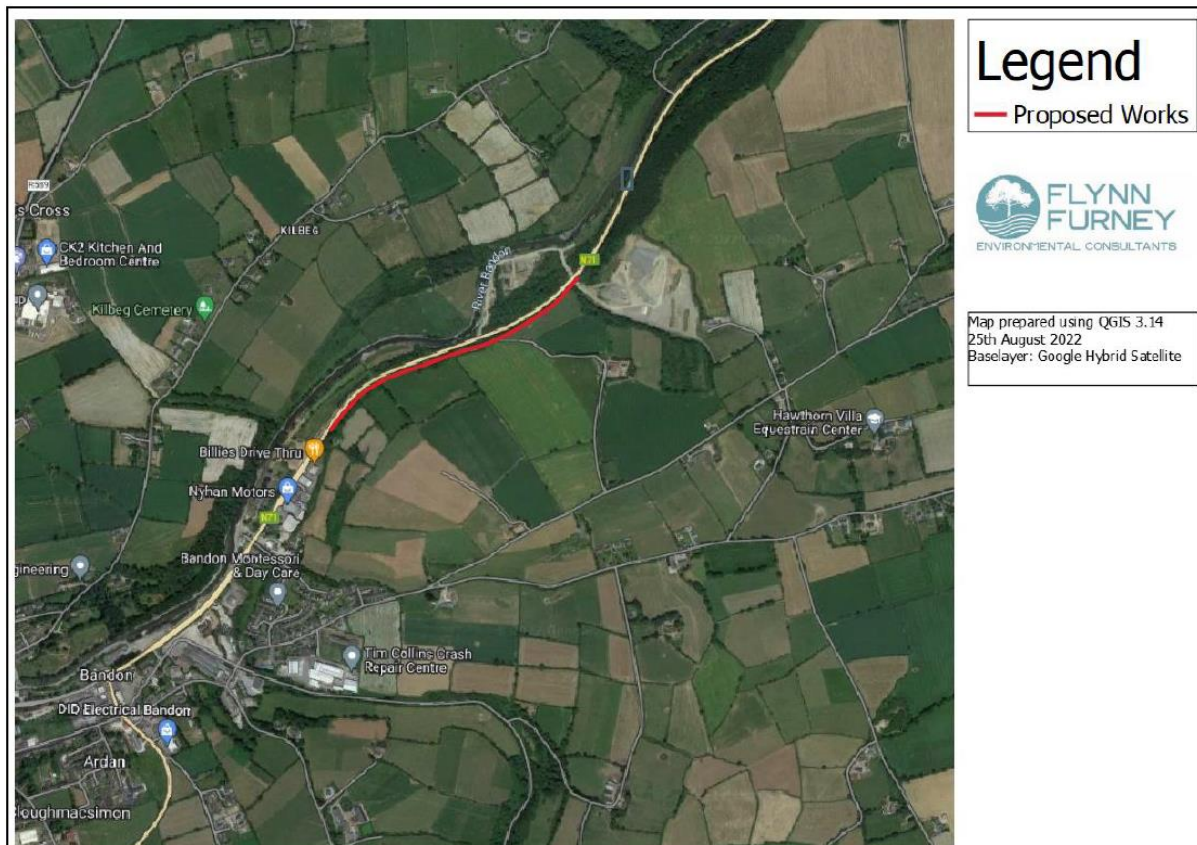 Legend
Proposed Works
FLYNN
FURNEY
ENVIRONMENTAL CONSULTANTS
Map prepared using QGIS 3.14
25th August 2022
Baselayer: Google Hybrid Satellite
N71
R589
s Cross
KILBEG
CK2 Kitchen And
Bedroom Centre
River Bandon
Kilbeg Cemetery
Hawthorn Villa
Equestrain Center
Billies Drive Thru
Nyhan Motors
N71
Bandon Montessori
& Day Care
gineering
Tim Collins Crash
Repair Centre
Bandon
DID Electrical Bandon
Ardan
Cloughmacsimon